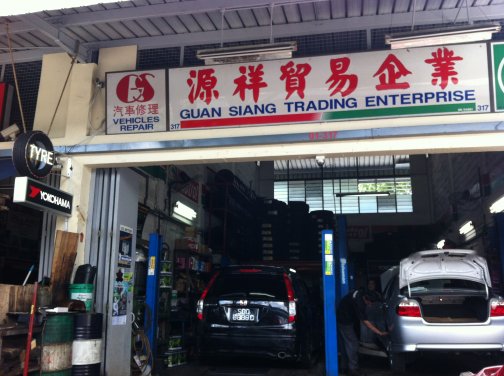 汽車修理
VEHICLES
REPAIR
317
源祥貿易企業
GUAN SIANG TRADING ENTERPRISE
317
TYRE
YOKOHAMA